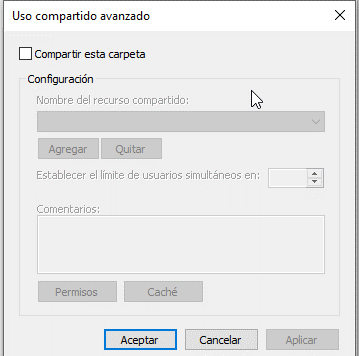 Uso compartido avanzado
Compartir esta carpeta
Configuración
Nombre del recurso compartido:
Agregar Quitar
Establecer el límite de usuarios simultáneos en:
Comentarios:
Permisos Caché
Aceptar Cancelar Aplicar